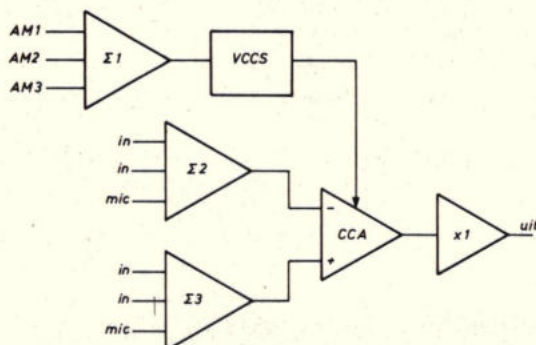 AM1
AM2
AM3
Σ1
VCCS
in
in
mic
Σ2
-
+
CCA
x1
uit
in
in
mic
Σ3